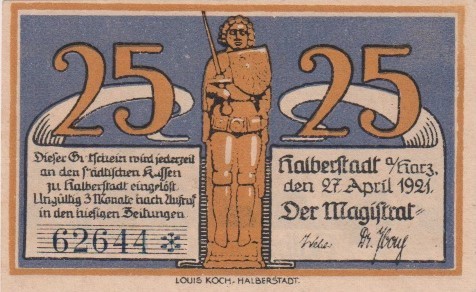 25 25
Dieser Gutschein wird jederzeit
an den städtischen Kassen
zu Halberstadt eingelöst.
Ungültig 3 Monate nach Aufruf
in den hiesigen Zeitungen
62644 *
Halberstadt a/Harz.
den 27. April 1921.
Der Magistrat
LOUIS KOCH, HALBERSTADT.